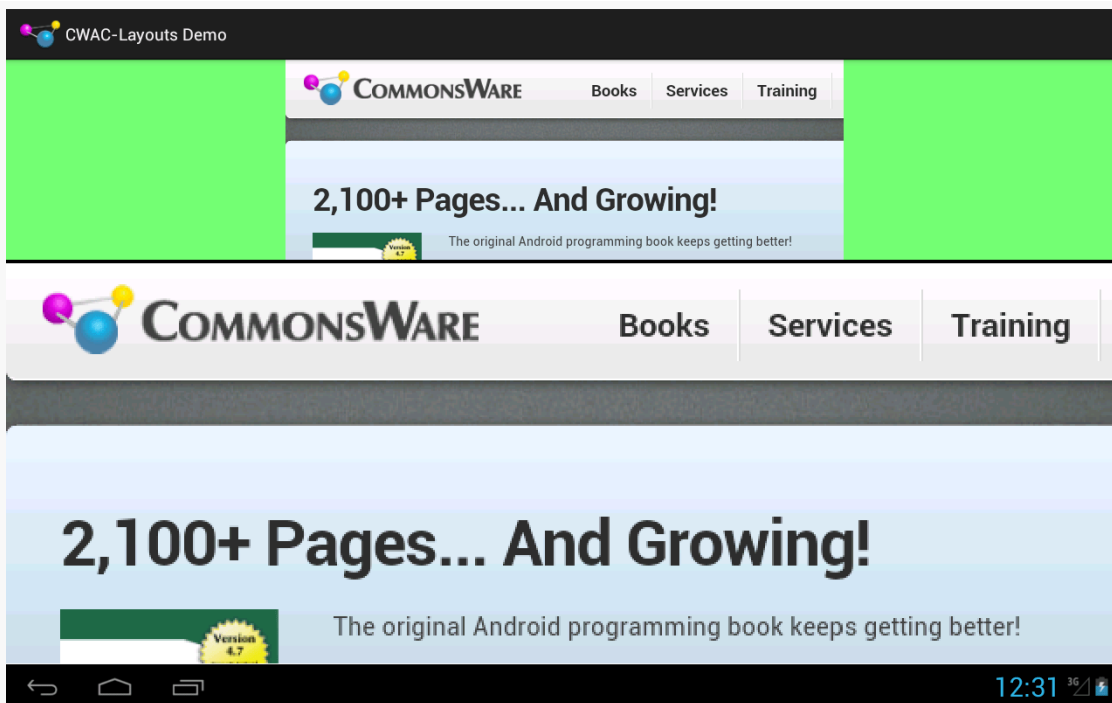 CWAC-Layouts Demo
COMMONSWARE Books Services Training
2,100+ Pages... And Growing!
The original Android programming book keeps getting better!
Version
4.7
COMMONSWARE Books Services Training
2,100+ Pages... And Growing!
The original Android programming book keeps getting better!
Version
4.7
12:31 3G